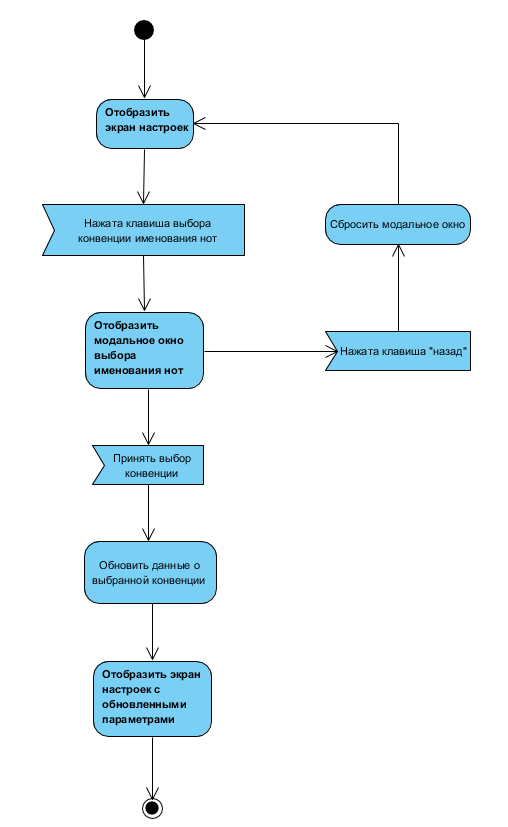 Отобразить
экран настроек
Нажата клавиша выбора
конвенции именования нот
Сбросить модальное окно
Отобразить
модальное окно
выбора
именования нот
Нажата клавиша "назад"
Принять выбор
конвенции
Обновить данные о
выбранной конвенции
Отобразить экран
настроек с
обновленными
параметрами